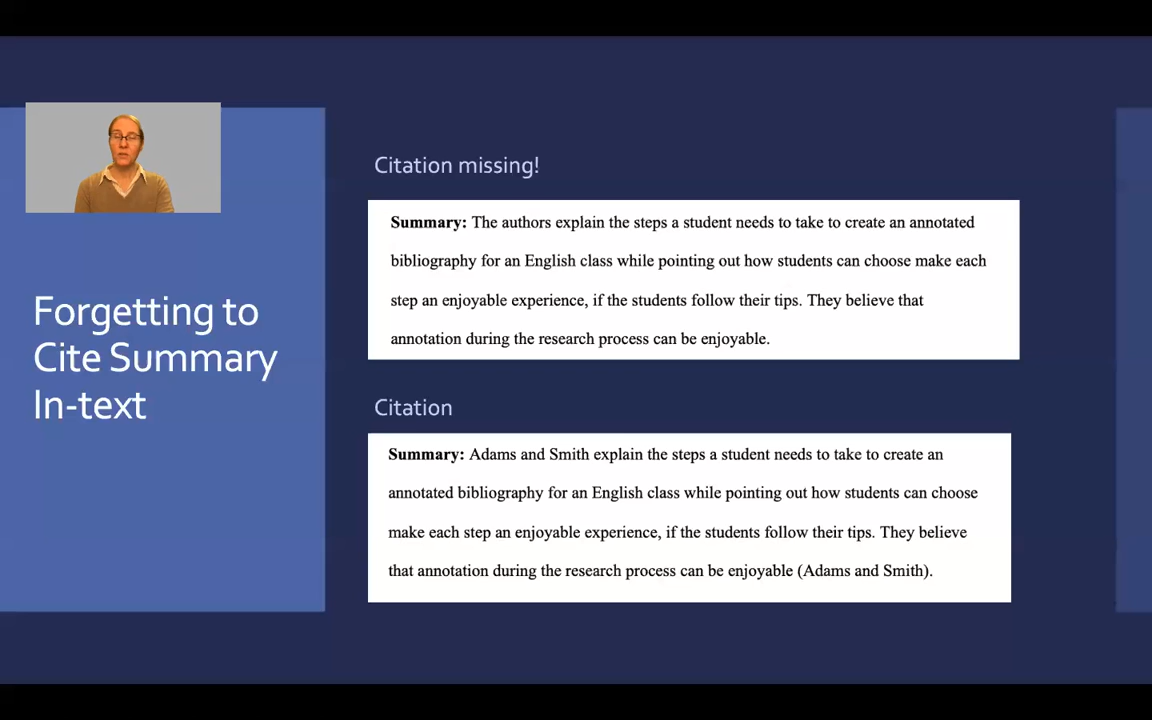 Forgetting to
Cite Summary
In-text
Citation missing!
Summary: The authors explain the steps a student needs to take to create an annotated
bibliography for an English class while pointing out how students can choose make each
step an enjoyable experience, if the students follow their tips. They believe that
annotation during the research process can be enjoyable.
Citation
Summary: Adams and Smith explain the steps a student needs to take to create an
annotated bibliography for an English class while pointing out how students can choose
make each step an enjoyable experience, if the students follow their tips. They believe
that annotation during the research process can be enjoyable (Adams and Smith).